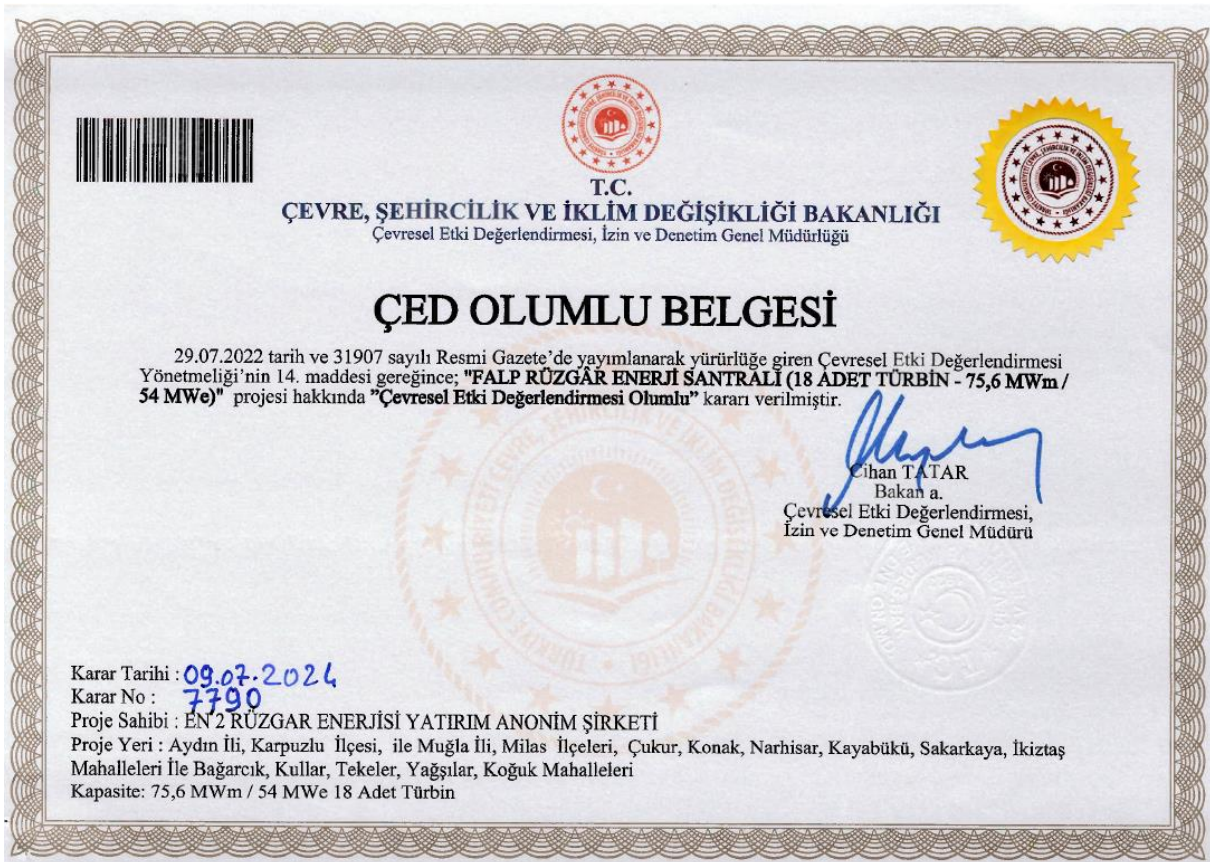 T.C.
ÇEVRE, ŞEHİRCİLİK VE İKLİM DEĞİŞİKLİĞİ BAKANLIĞI
Çevresel Etki Değerlendirmesi, İzin ve Denetim Genel Müdürlüğü
ÇED OLUMLU BELGESİ
29.07.2022 tarih ve 31907 sayılı Resmi Gazete’de yayımlanarak yürürlüğe giren Çevresel Etki Değerlendirmesi
Yönetmeliği’nin 14. maddesi gereğince; "FALP RÜZGÂR ENERJİ SANTRALİ (18 ADET TÜRBİN - 75,6 MWm /
54 MWe)" projesi hakkında ”Çevresel Etki Değerlendirmesi Olumlu” kararı verilmiştir.
Cihan TATAR
Bakan a.
Çevresel Etki Değerlendirmesi,
İzin ve Denetim Genel Müdürü
Karar Tarihi : 09.07.2024
Karar No : 7790
Proje Sahibi : EN 2 RÜZGAR ENERJİSİ YATIRIM ANONİM ŞİRKETİ
Proje Yeri : Aydın İli, Karpuzlu İlçesi, ile Muğla İli, Milas İlçeleri, Çukur, Konak, Narhisar, Kayabükü, Sakarkaya, İkiztaş
Mahalleleri İle Bağarcık, Kullar, Tekeler, Yağşılar, Koğuk Mahalleleri
Kapasite: 75,6 MWm / 54 MWe 18 Adet Türbin